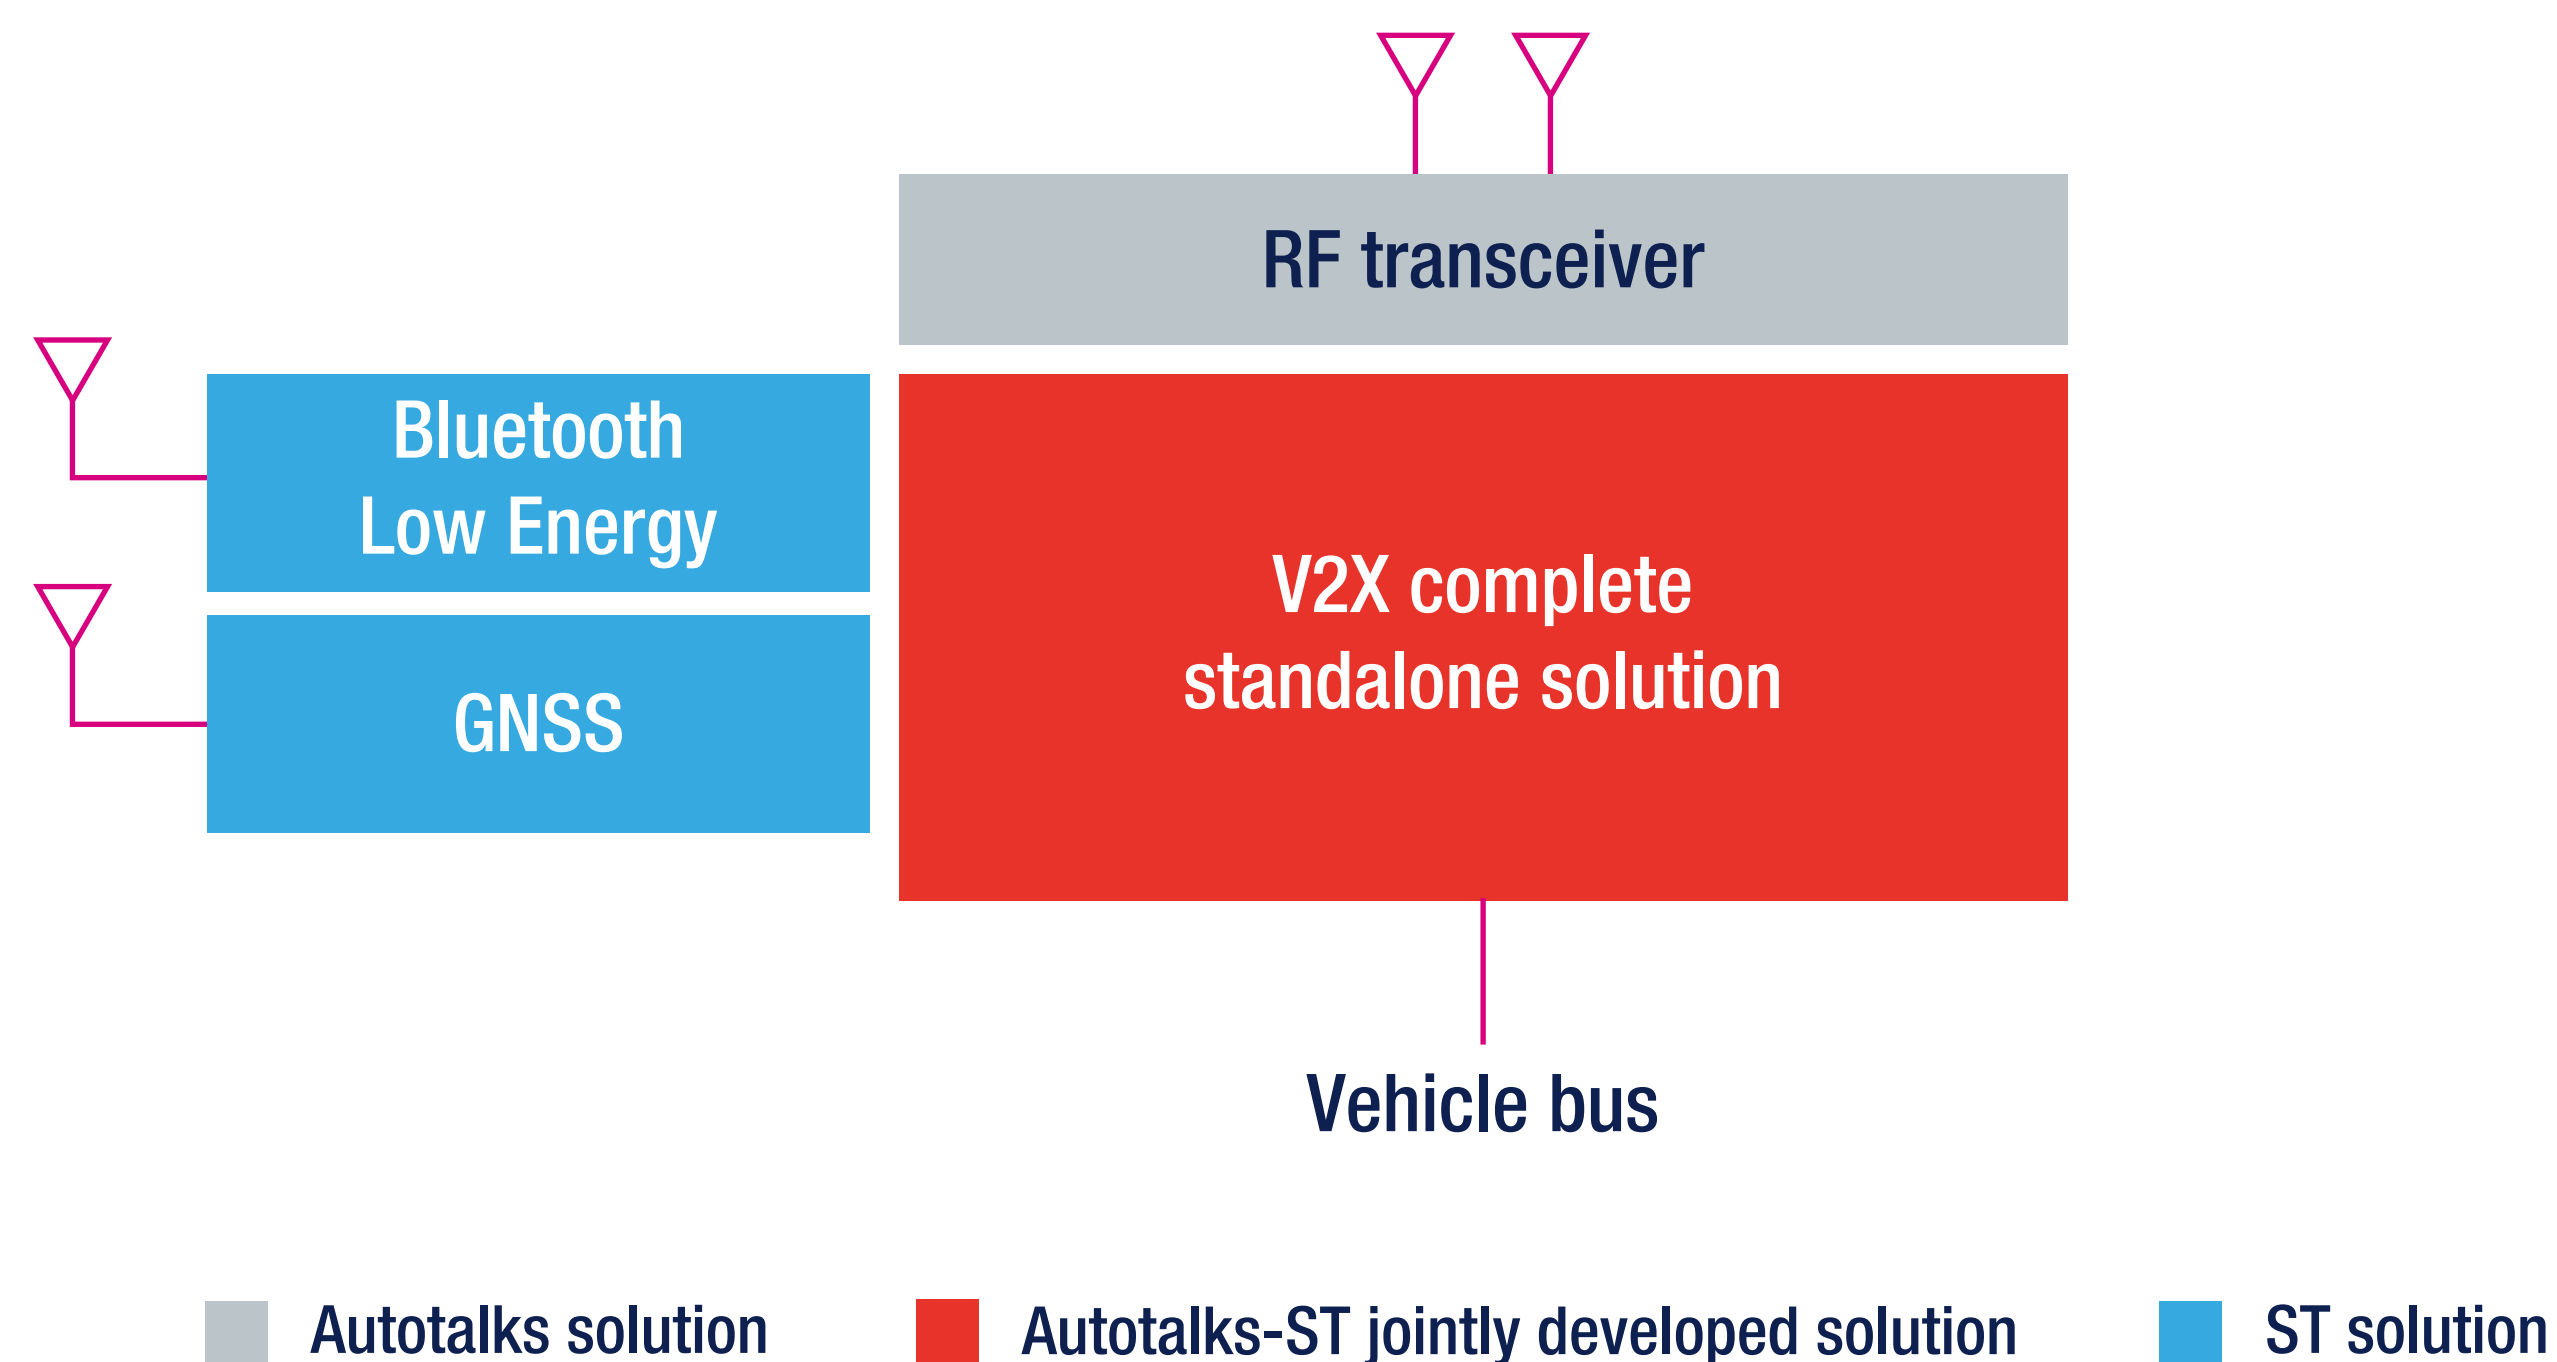 RF transceiver
Bluetooth
Low Energy
GNSS
V2X complete
standalone solution
Vehicle bus
Autotalks solution
Autotalks-ST jointly developed solution
ST solution